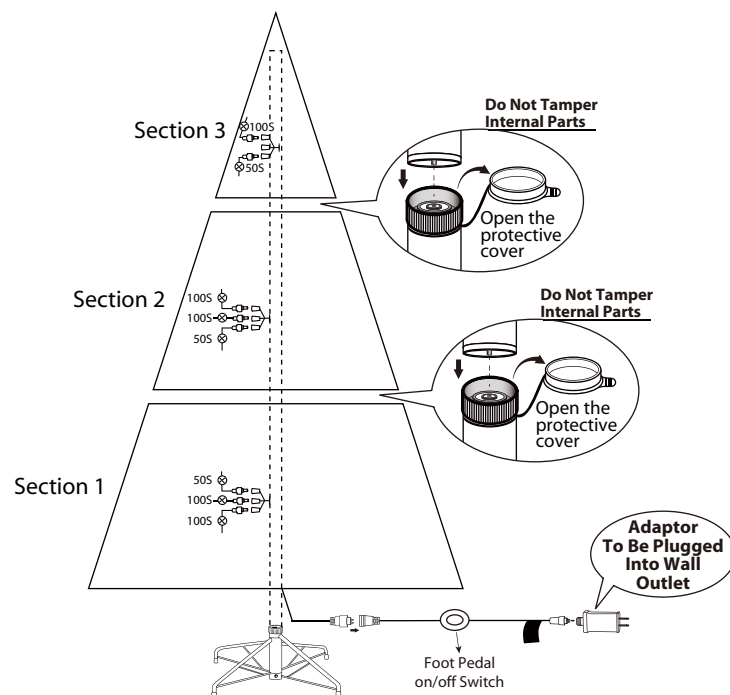 Do Not Tamper
Internal Parts
Section 3
100S
50S
Open the
protective
cover
Section 2
100S
100S
50S
Do Not Tamper
Internal Parts
Open the
protective
cover
Section 1
50S
100S
100S
Adaptor
To Be Plugged
Into Wall
Outlet
Foot Pedal
on/off Switch